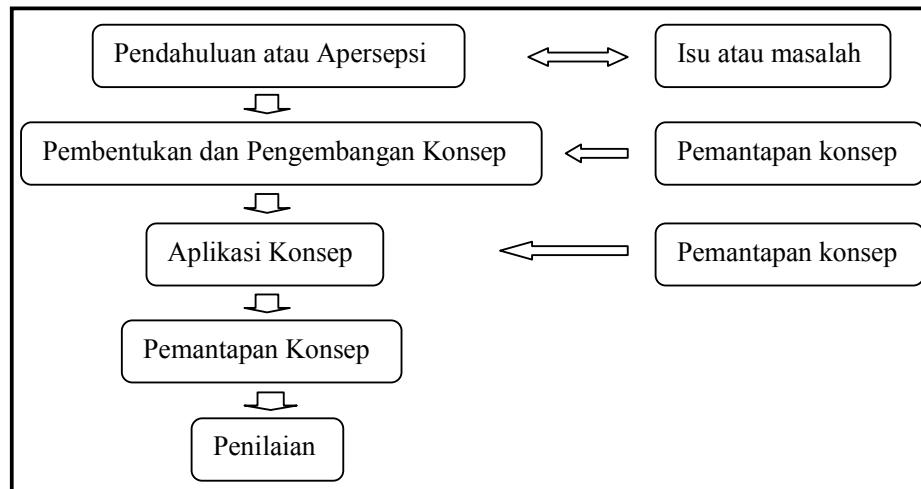 Pendahuluan atau Apersepsi
Isu atau masalah
Pembentukan dan Pengembangan Konsep
Pemantapan konsep
Aplikasi Konsep
Pemantapan konsep
Pemantapan Konsep
Penilaian